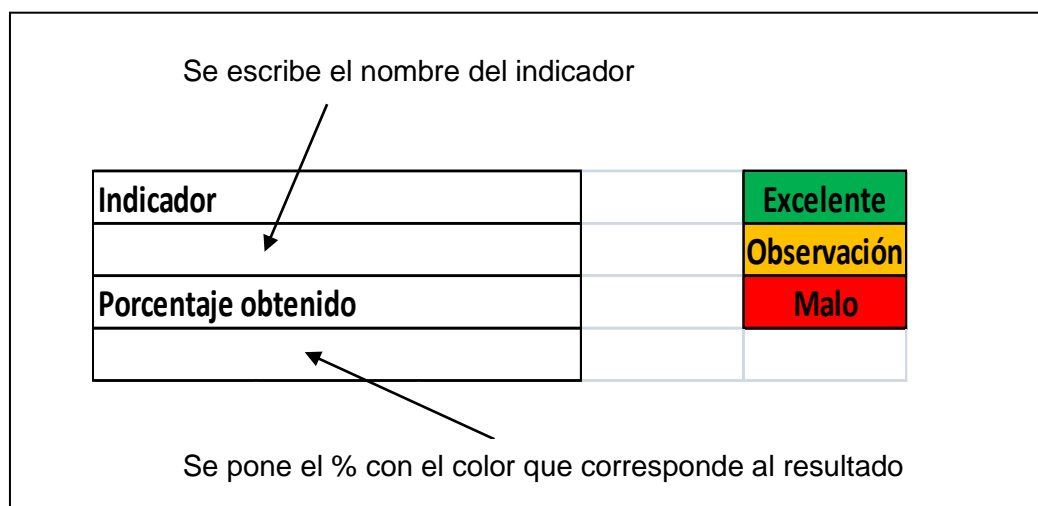 Se escribe el nombre del indicador
Indicador
Excelente
Observación
Porcentaje obtenido
Malo
Se pone el % con el color que corresponde al resultado